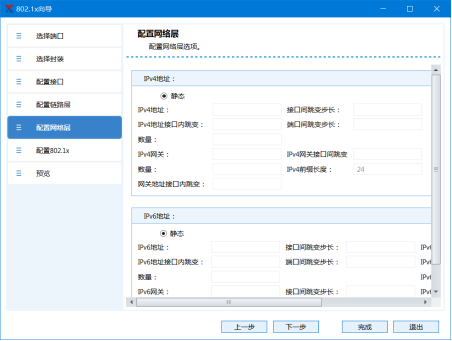 802.1x向导
选择端口
选择封装
配置接口
配置链路层
配置网络层
配置802.1x
预览
配置网络层
配置网络层选项。
IPv4地址：
静态
IPv4地址： 接口间跳变步长：
IPv4地址接口内跳变： 端口间跳变步长：
数量：
IPv4网关： IPv4网关接口间跳变
数量： IPv4前缀长度： 24
网关地址接口内跳变：
IPv6地址：
静态
IPv6地址： 接口间跳变步长： IPv6
IPv6地址接口内跳变： 端口间跳变步长： IPv6
数量： IPv6
IPv6网关： 接口间跳变步长： IPv6
上一步 下一步 完成 退出